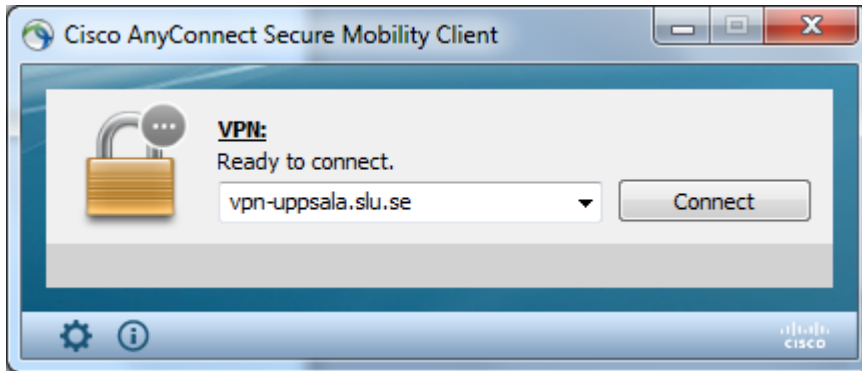 Cisco AnyConnect Secure Mobility Client
VPN:
Ready to connect.
vpn-uppsala.slu.se
Connect
CISCO